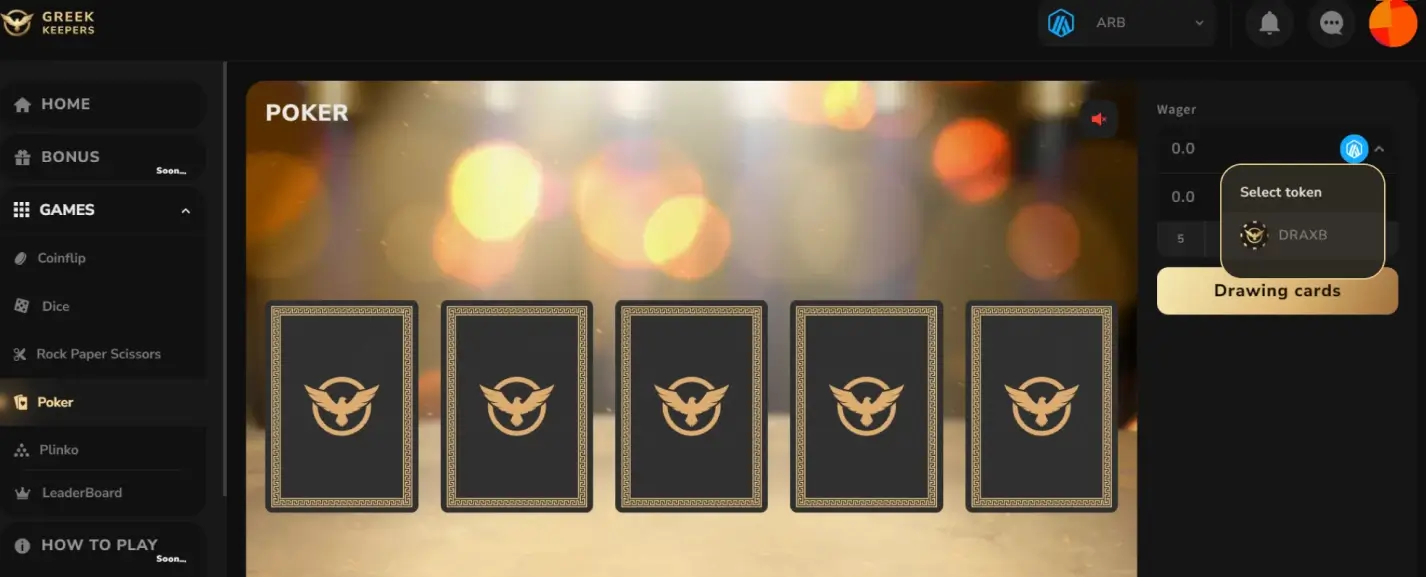 GREEK
KEEPERS
ARB
HOME
BONUS
Soon...
GAMES
Coinflip
Dice
Rock Paper Scissors
Poker
Plinko
LeaderBoard
HOW TO PLAY
Soon...
POKER
Wager
0.0
Select token
0.0
DRAXB
5
Drawing cards